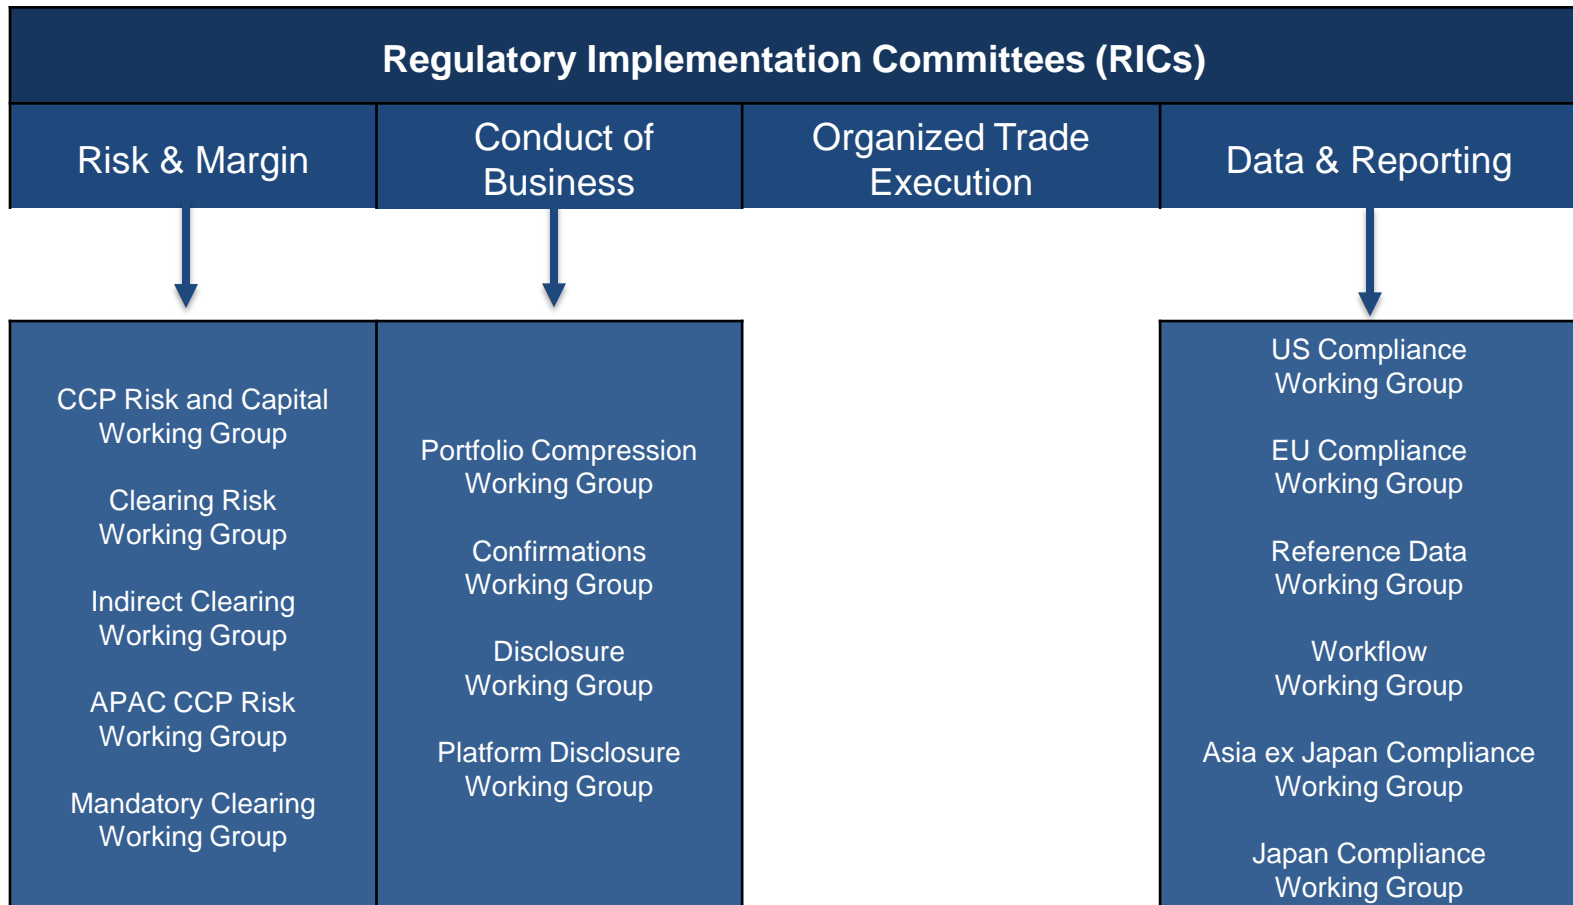 Regulatory Implementation Committees (RICs)
Risk & Margin
Conduct of
Business
Organized Trade
Execution
Data & Reporting
CCP Risk and Capital
Working Group
Clearing Risk
Working Group
Indirect Clearing
Working Group
APAC CCP Risk
Working Group
Mandatory Clearing
Working Group
Portfolio Compression
Working Group
Confirmations
Working Group
Disclosure
Working Group
Platform Disclosure
Working Group
US Compliance
Working Group
EU Compliance
Working Group
Reference Data
Working Group
Workflow
Working Group
Asia ex Japan Compliance
Working Group
Japan Compliance
Working Group